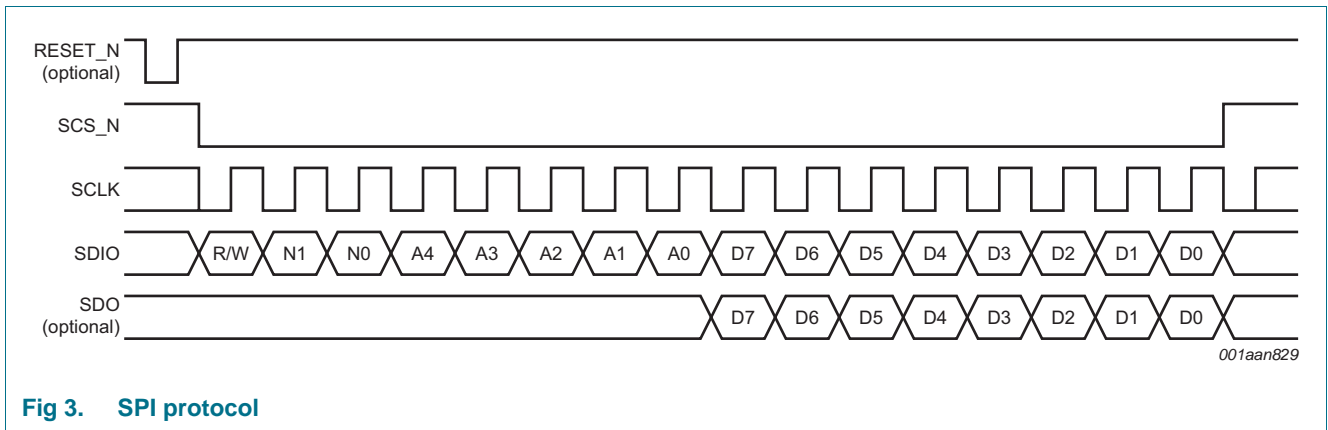 RESET_N
(optional)
SCS_N
SCLK
SDIO R/W N1 N0 A4 A3 A2 A1 A0 D7 D6 D5 D4 D3 D2 D1 D0
SDO
(optional) D7 D6 D5 D4 D3 D2 D1 D0
001aan829
Fig 3. SPI protocol